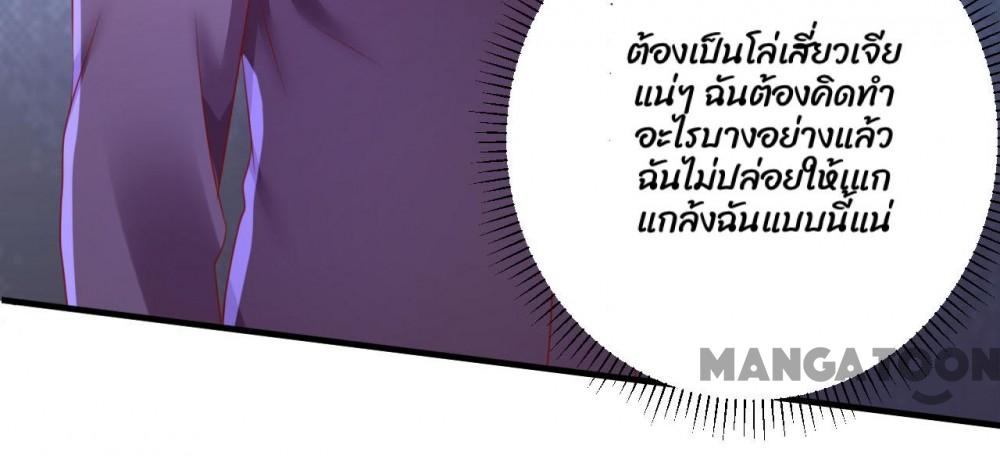 ต้องเป็นโล่เสี่ยวเจีย
แน่ๆ ฉันต้องคิดทำ
อะไรบางอย่างแล้ว
ฉันไม่ปล่อยให้แก
แกล้งฉันแบบนี้แน่
MANGATOON